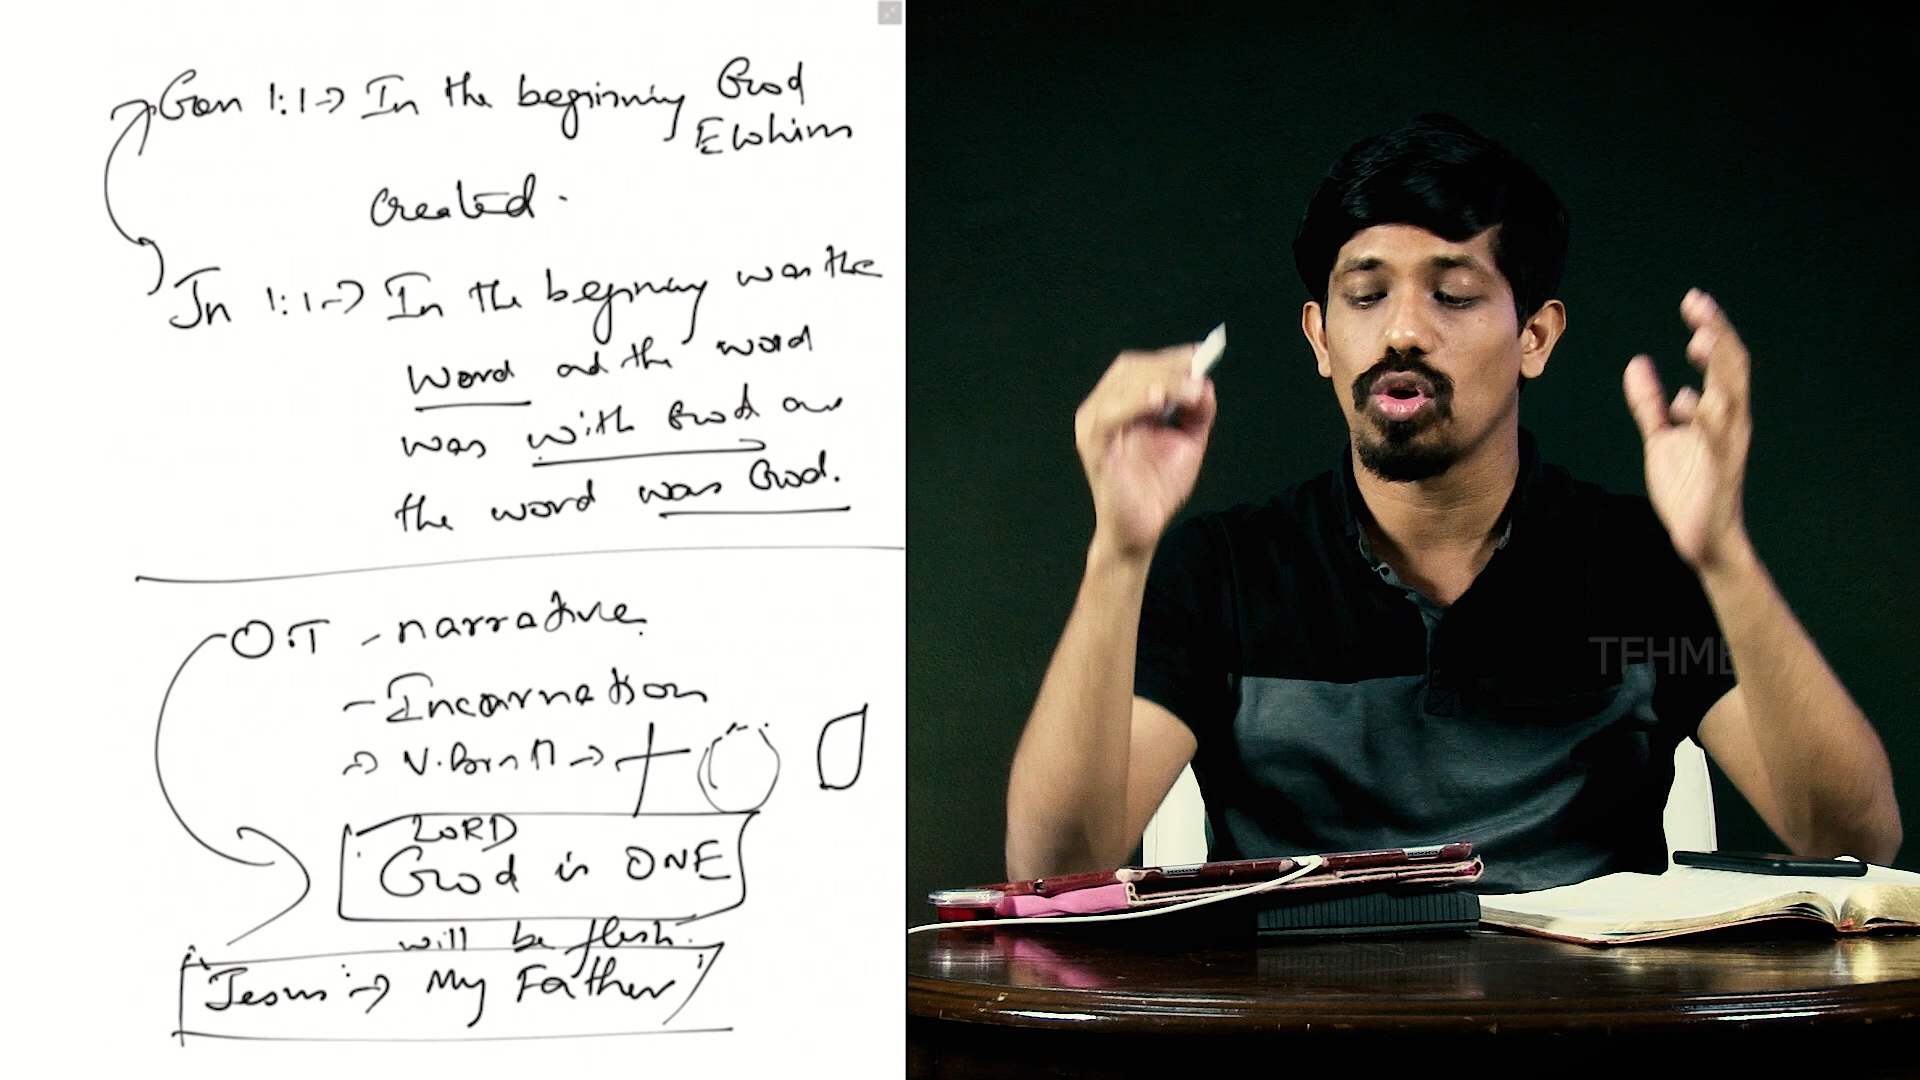 Gen 1:1 → In the beginning God
Elohim
Created.
Jn 1:1 → In the beginning was the
Word and the word
was with God and
the word was God.
O.T - narrative.
- Incarnation
→ V.Born →
LORD
God is ONE
will be flesh.
Jesus :→ My Father
TFHME